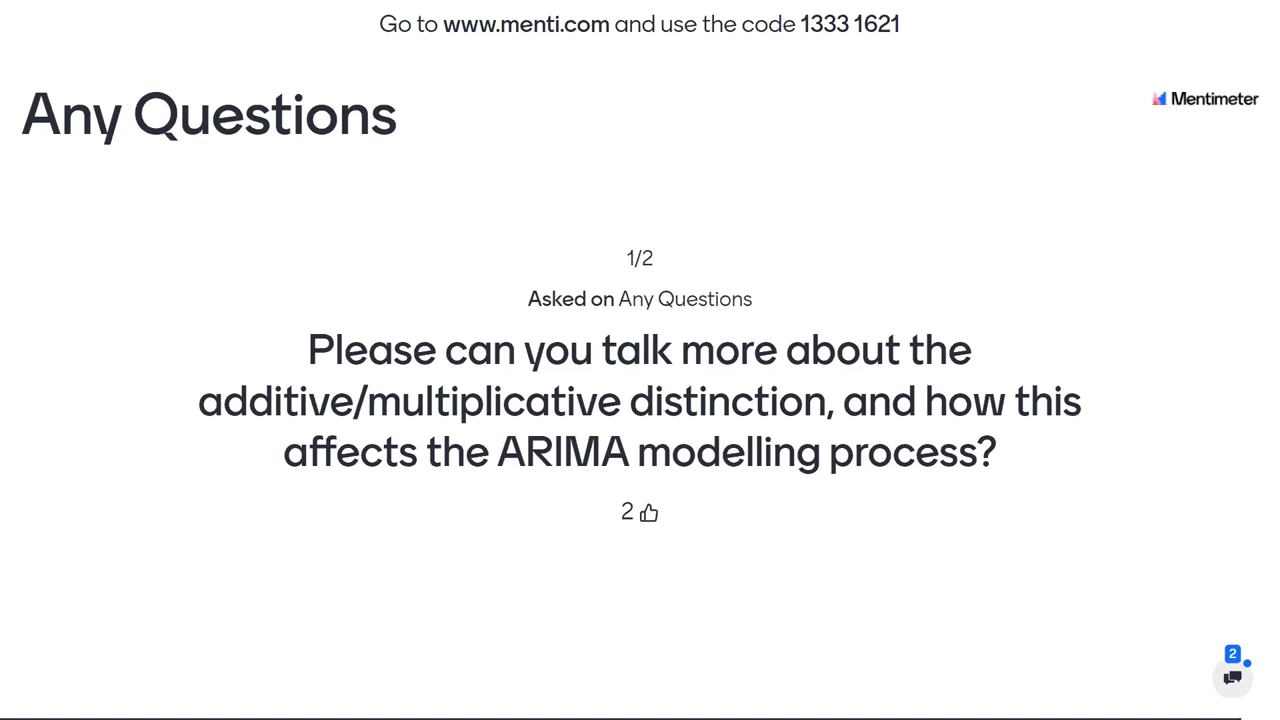 Go to www.menti.com and use the code 1333 1621
Any Questions
Mentimeter
1/2
Asked on Any Questions
Please can you talk more about the
additive/multiplicative distinction, and how this
affects the ARIMA modelling process?
2
2